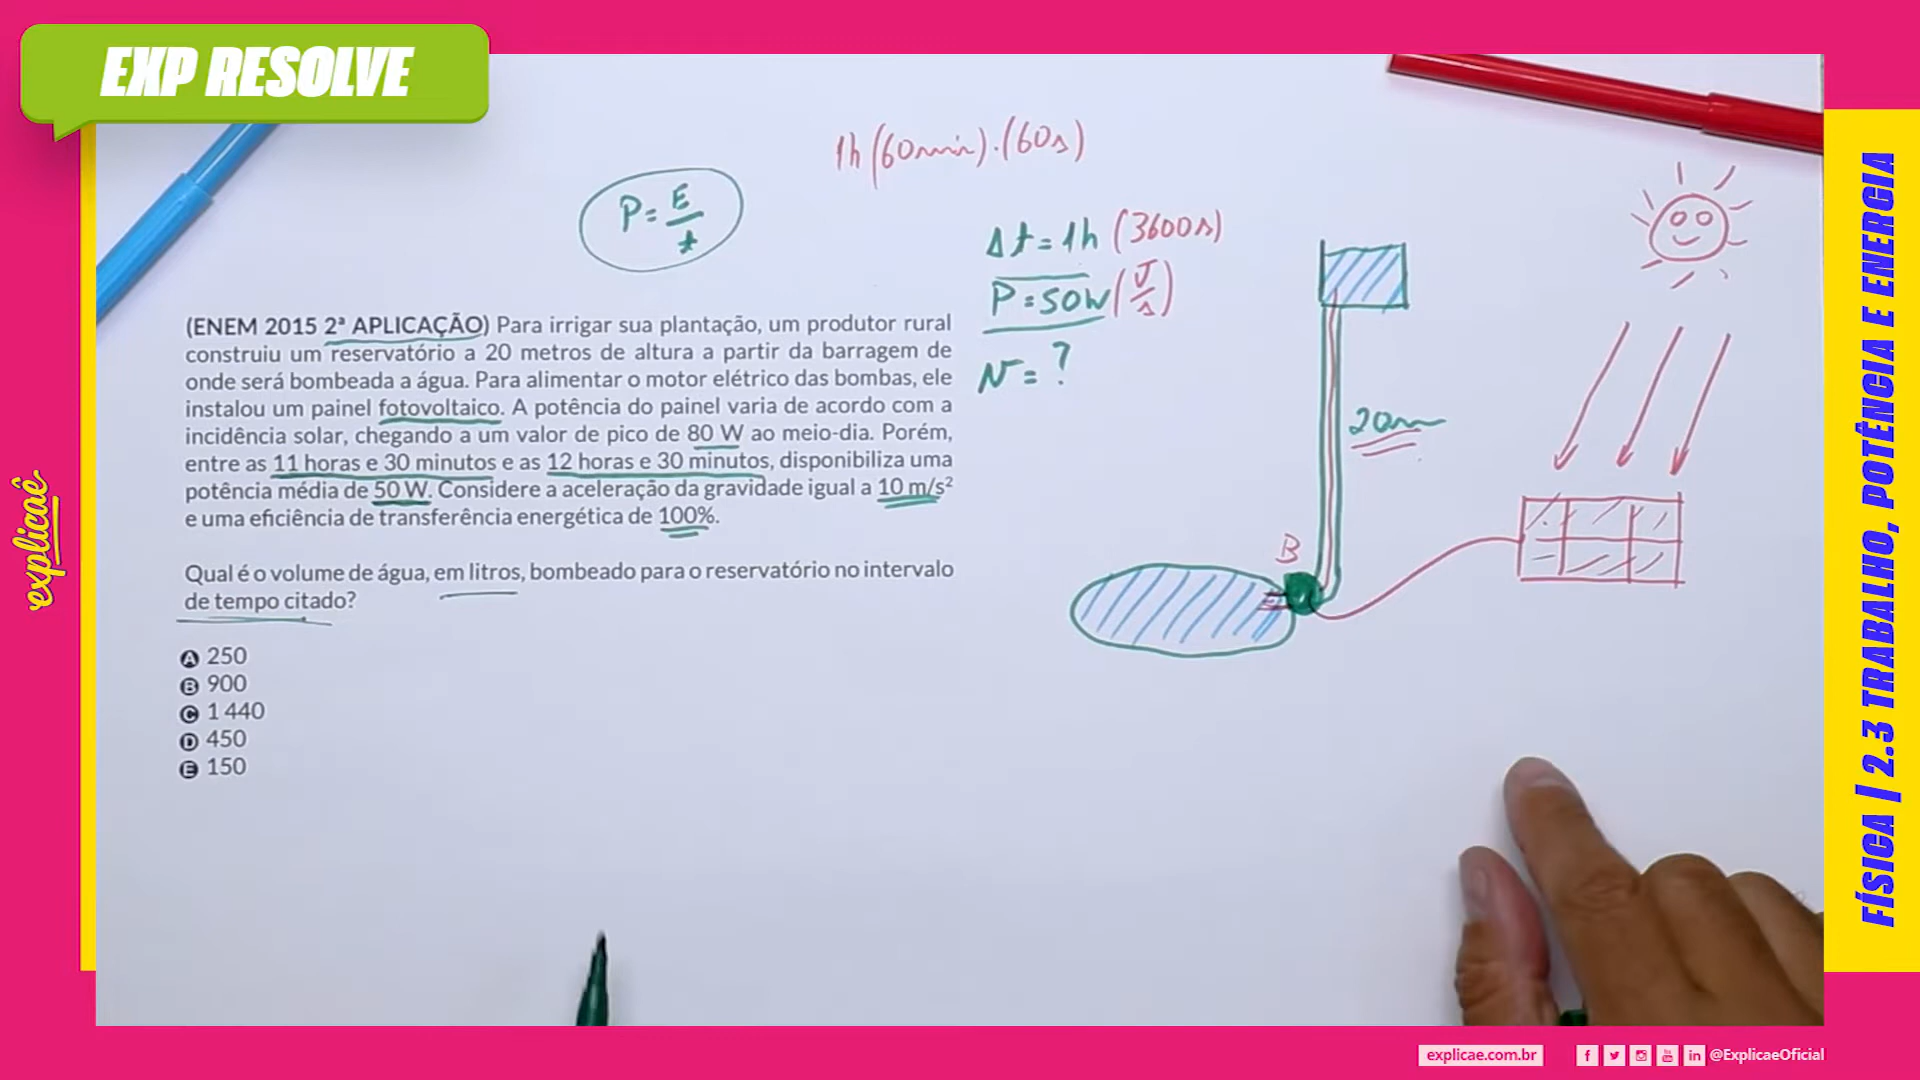 EXP RESOLVE
1h (60min).(60s)
P = E/t
Δt = 1h (3600s)
P = 50W (J/s)
V = ?
(ENEM 2015 2ª APLICAÇÃO) Para irrigar sua plantação, um produtor rural
construiu um reservatório a 20 metros de altura a partir da barragem de
onde será bombeada a água. Para alimentar o motor elétrico das bombas, ele
instalou um painel fotovoltaico. A potência do painel varia de acordo com a
incidência solar, chegando a um valor de pico de 80 W ao meio-dia. Porém,
entre as 11 horas e 30 minutos e as 12 horas e 30 minutos, disponibiliza uma
potência média de 50 W. Considere a aceleração da gravidade igual a 10 m/s²
e uma eficiência de transferência energética de 100%.
Qual é o volume de água, em litros, bombeado para o reservatório no intervalo
de tempo citado?
A 250
B 900
C 1 440
D 450
E 150
20m
B
explicaê
FÍSICA | 2.3 TRABALHO, POTÊNCIA E ENERGIA
explicae.com.br
@ExplicaeOficial